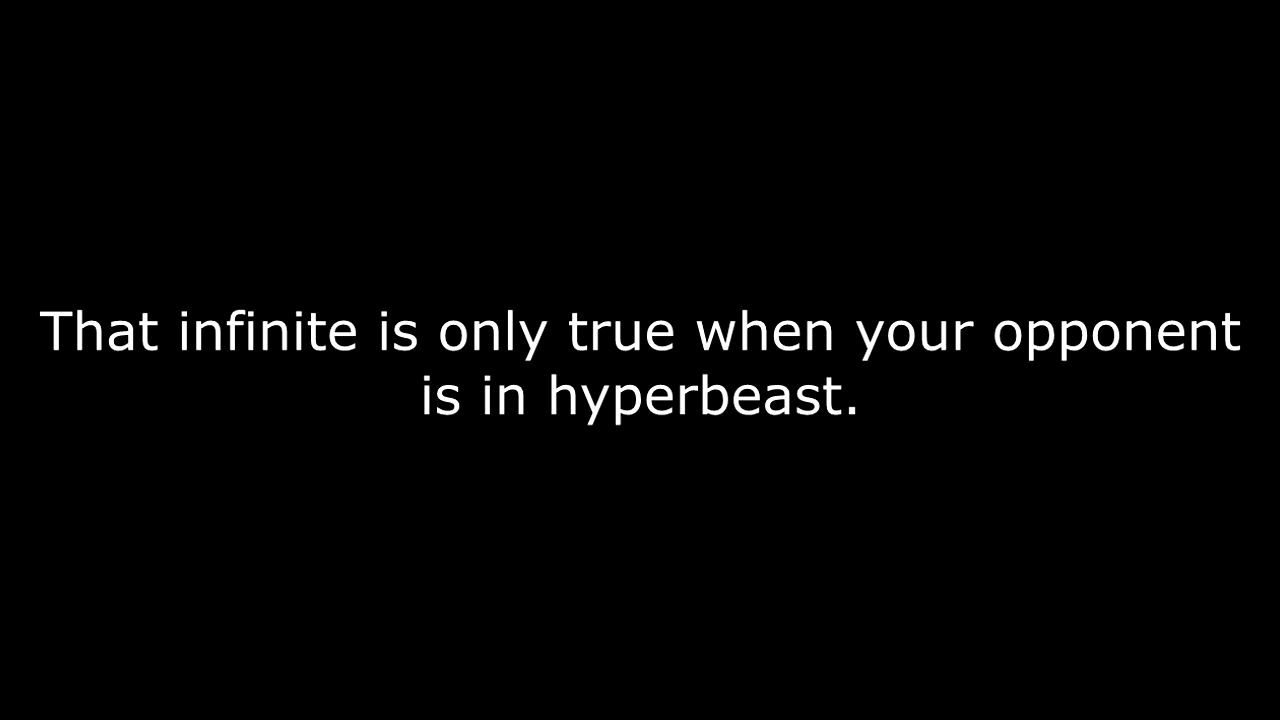 That infinite is only true when your opponent
is in hyperbeast.